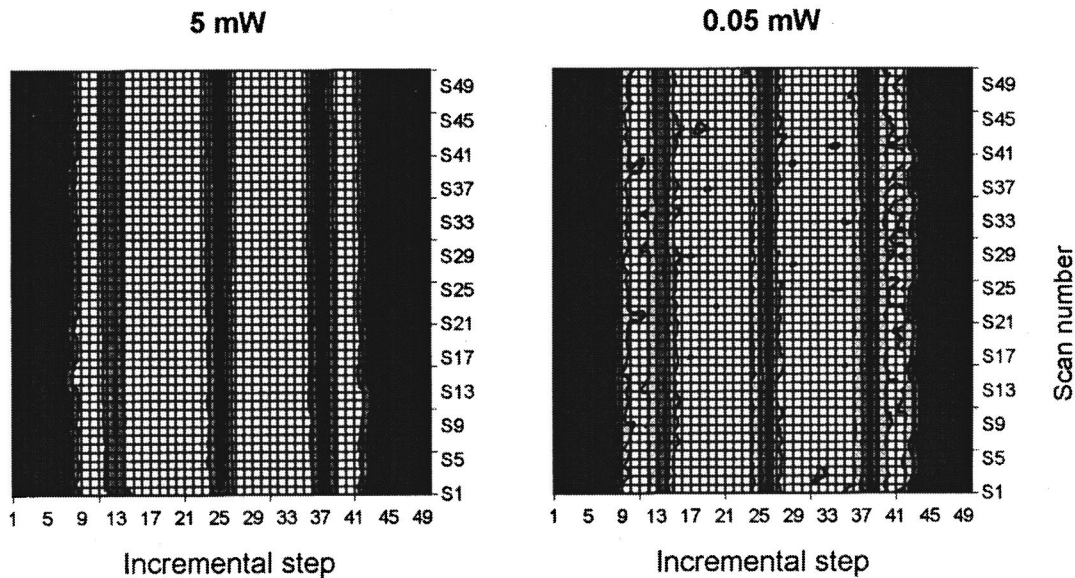 5 mW
0.05 mW
S49
S45
S41
S37
S33
S29
S25
S21
S17
S13
S9
S5
S1
S49
S45
S41
S37
S33
S29
S25
S21
S17
S13
S9
S5
S1
Scan number
1 5 9 13 17 21 25 29 33 37 41 45 49
1 5 9 13 17 21 25 29 33 37 41 45 49
Incremental step
Incremental step